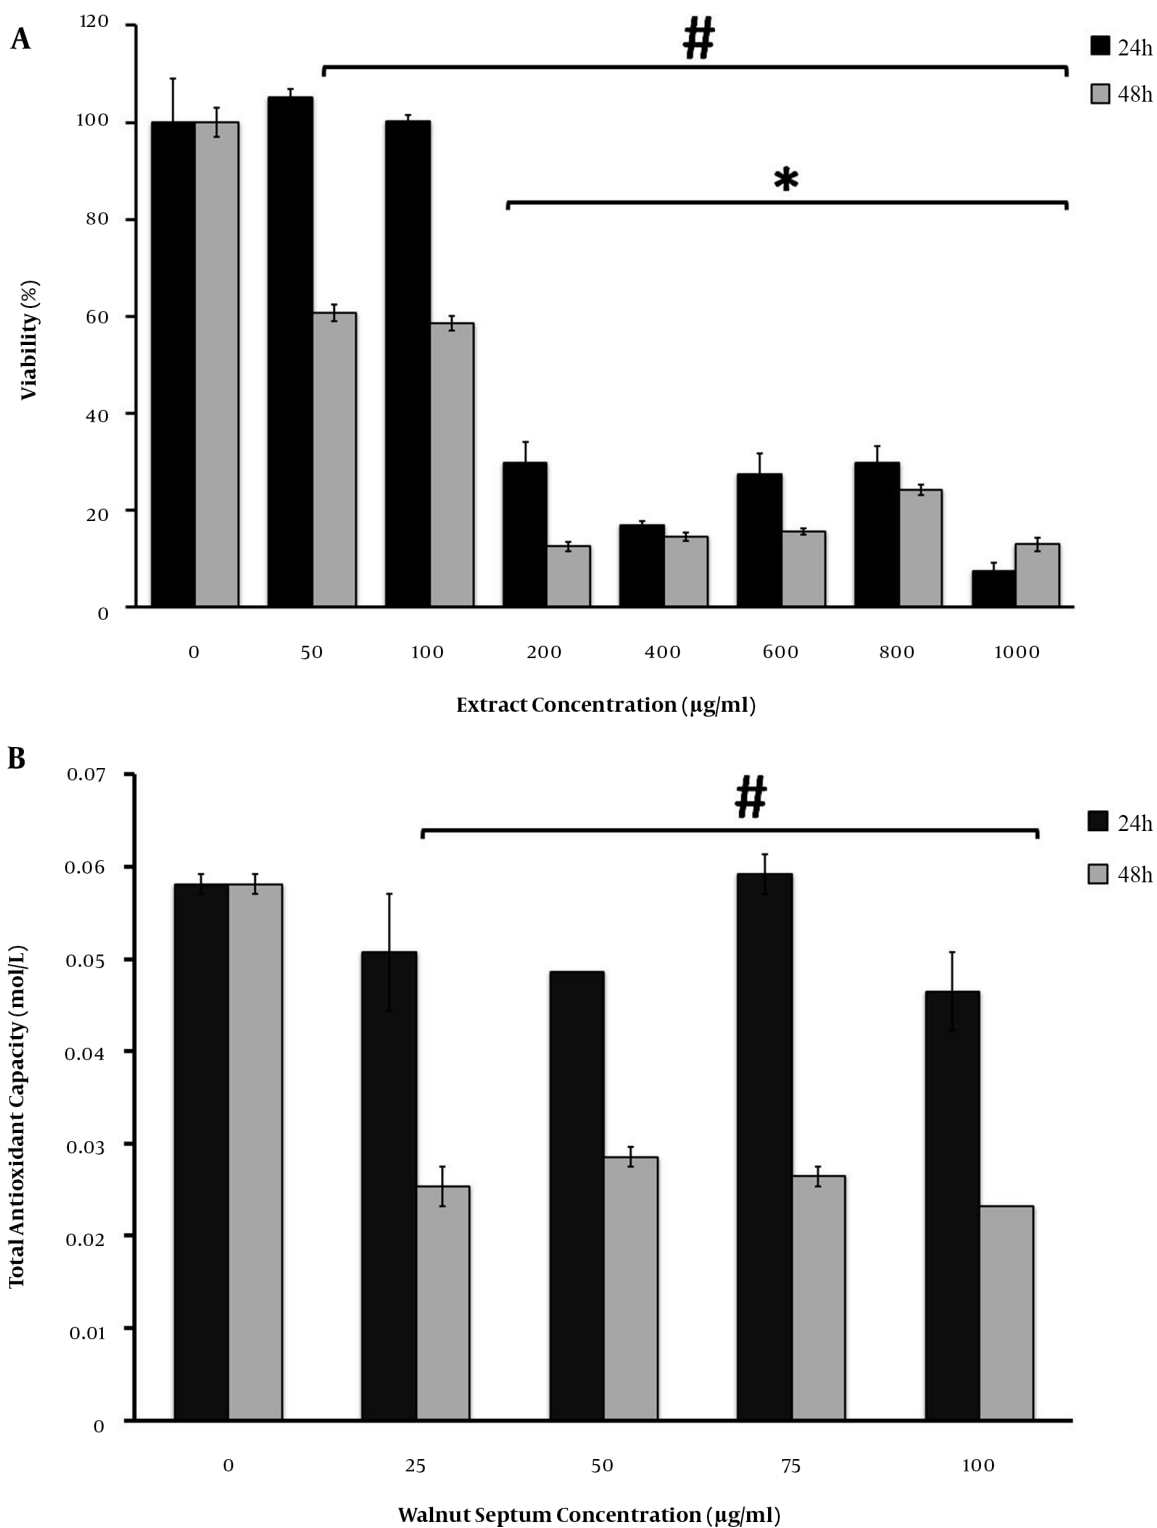 A
120
100
80
60
40
20
0
Viability (%)
#
*
24h
48h
0 50 100 200 400 600 800 1000
Extract Concentration (µg/ml)
B
0.07
0.06
0.05
0.04
0.03
0.02
0.01
0
Total Antioxidant Capacity (mol/L)
#
24h
48h
0 25 50 75 100
Walnut Septum Concentration (µg/ml)